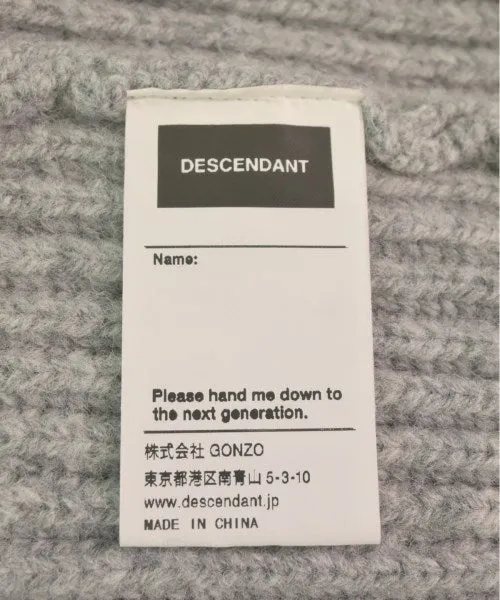 DESCENDANT
Name:
Please hand me down to
the next generation.
株式会社 GONZO
東京都港区南青山 5-3-10
www.descendant.jp
MADE IN CHINA